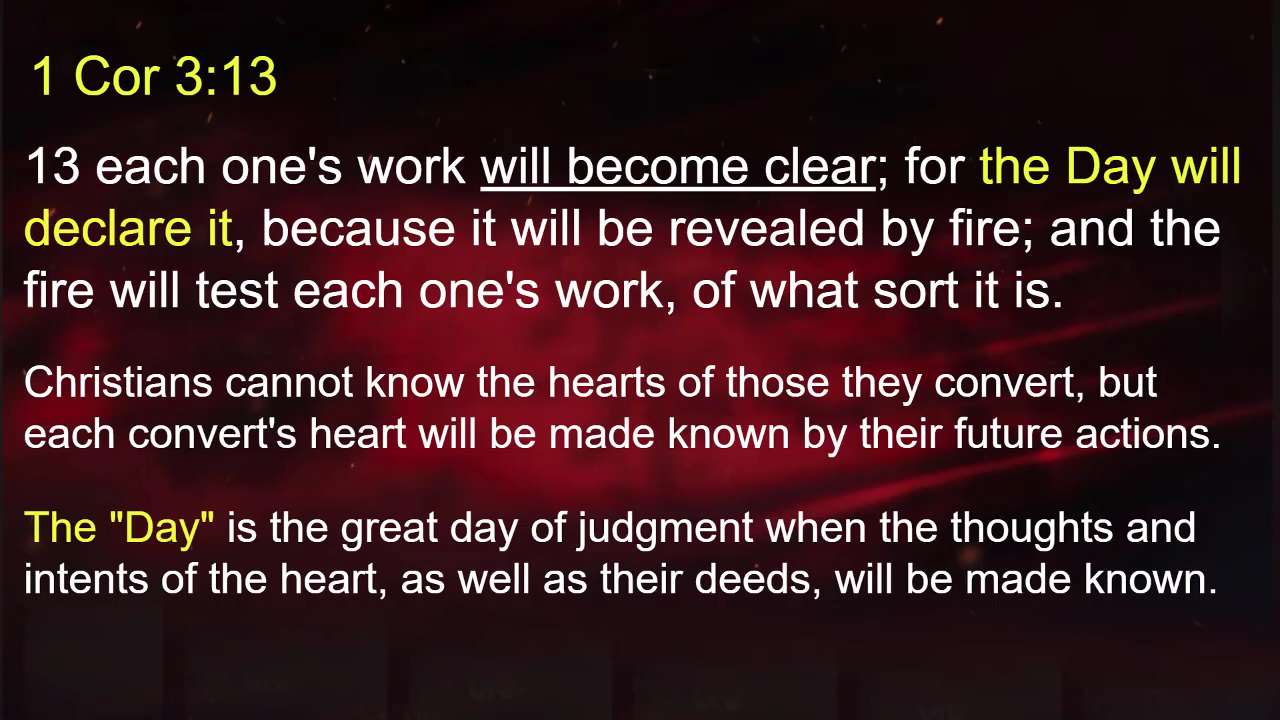 1 Cor 3:13
13 each one's work will become clear; for the Day will
declare it, because it will be revealed by fire; and the
fire will test each one's work, of what sort it is.
Christians cannot know the hearts of those they convert, but
each convert's heart will be made known by their future actions.
The "Day" is the great day of judgment when the thoughts and
intents of the heart, as well as their deeds, will be made known.